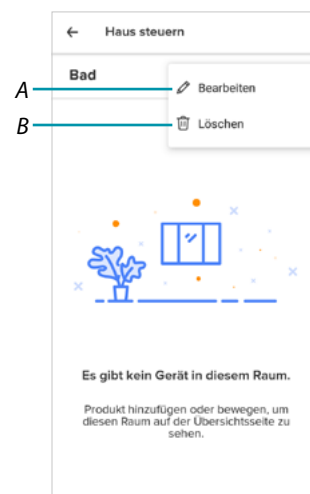 ← Haus steuern
Bad
A
Bearbeiten
B
Löschen
Es gibt kein Gerät in diesem Raum.
Produkt hinzufügen oder bewegen, um
diesen Raum auf der Übersichtsseite zu
sehen.